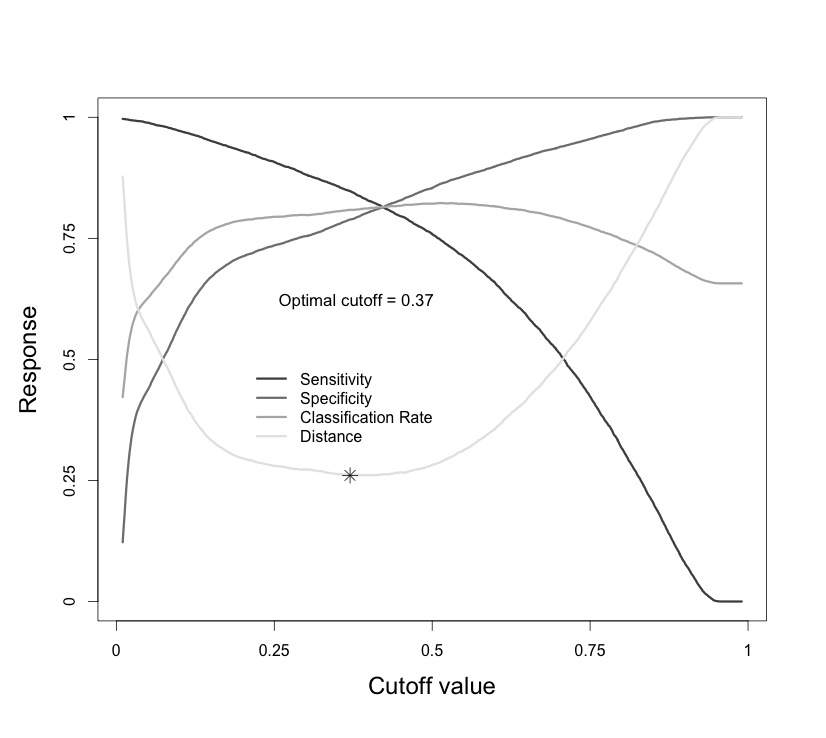 Response
1
0.75
0.5
0.25
0
Optimal cutoff = 0.37
Sensitivity
Specificity
Classification Rate
Distance
0 0.25 0.5 0.75 1
Cutoff value